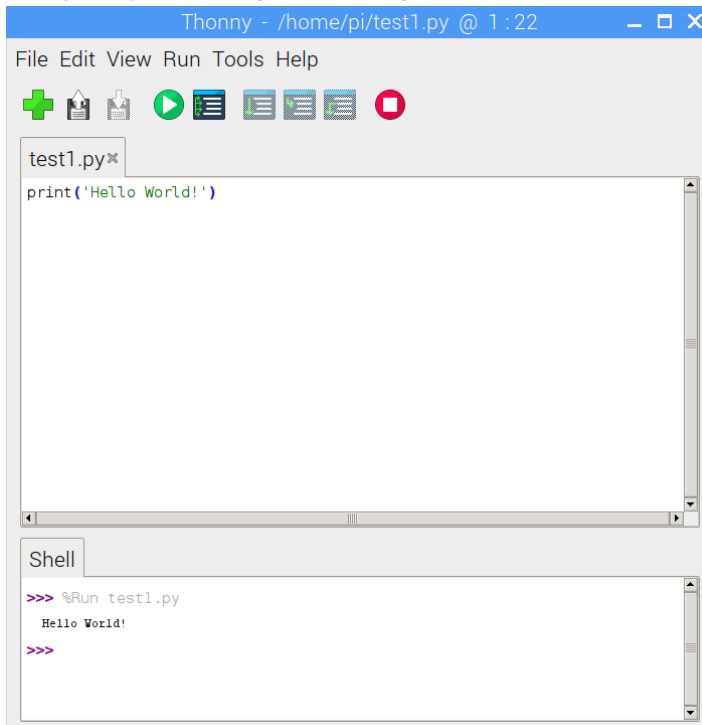 Thonny - /home/pi/test1.py @ 1:22
File Edit View Run Tools Help
test1.py
print('Hello World!')
Shell
>>> %Run test1.py
Hello World!
>>>